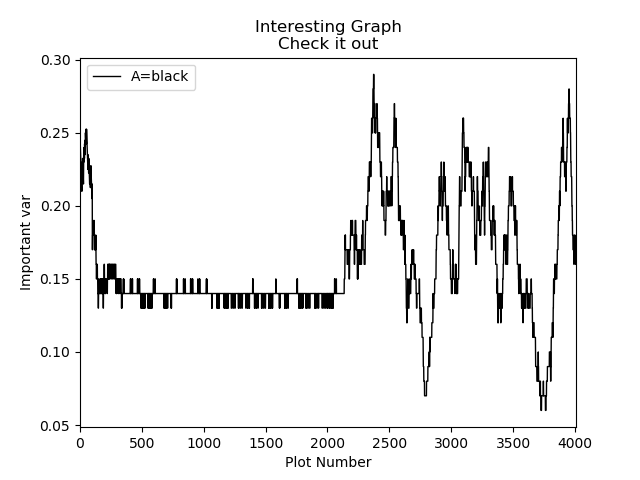 Interesting Graph
Check it out
A=black
Important var
0.30
0.25
0.20
0.15
0.10
0.05
0 500 1000 1500 2000 2500 3000 3500 4000
Plot Number